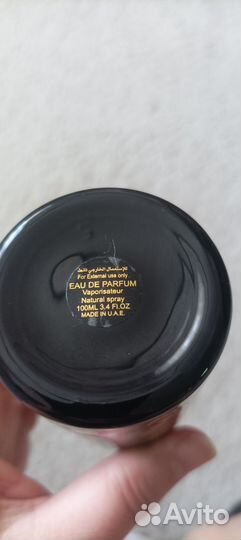 للإستعمال الخارجي فقط
For External use only
EAU DE PARFUM
Vaporisateur
Natural spray
100ML 3.4 Fl.OZ
MADE IN U.A.E.
Avito